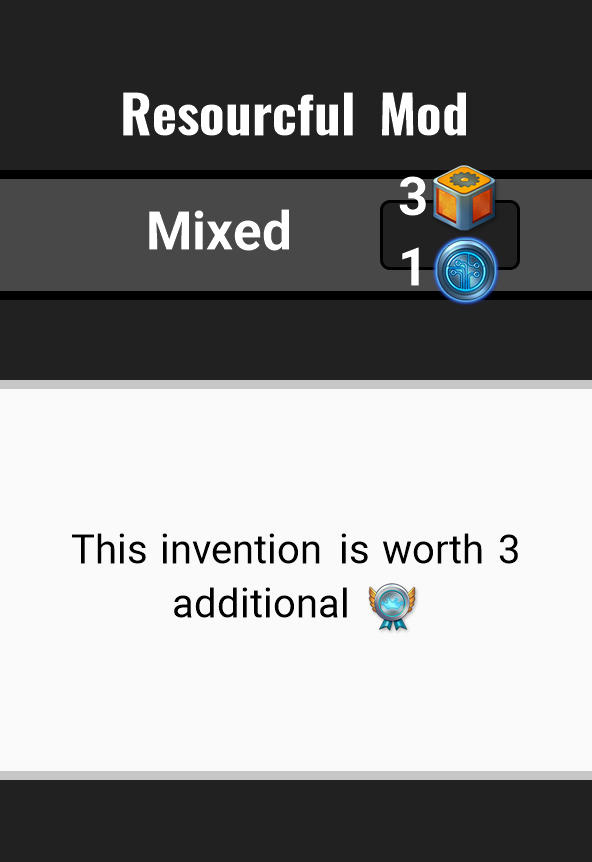 Resourcful Mod
3
Mixed
1
This invention is worth 3
additional